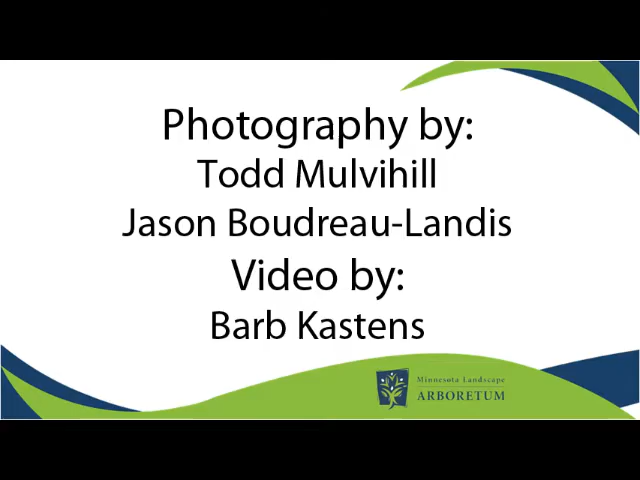 Photography by:
Todd Mulvihill
Jason Boudreau-Landis
Video by:
Barb Kastens
Minnesota Landscape
ARBORETUM